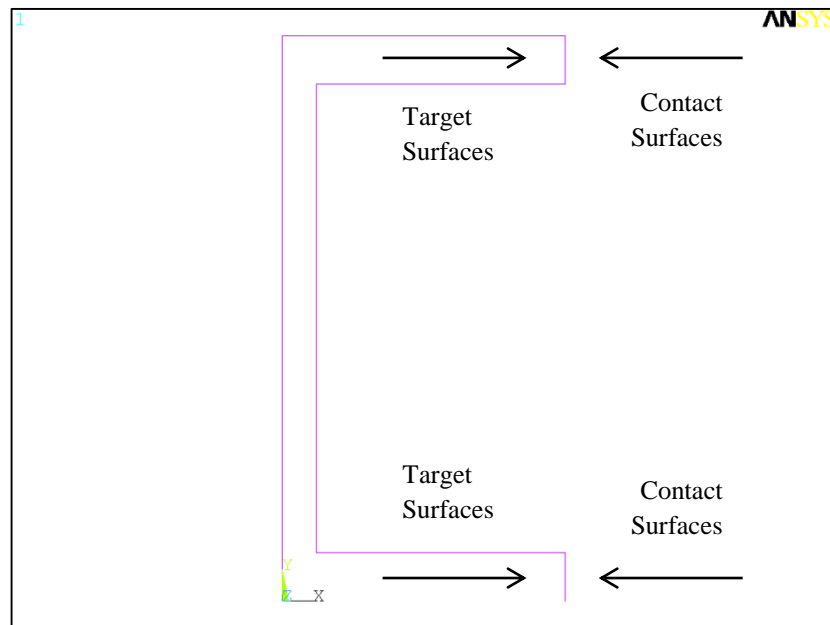 1
ANSYS
Target
Surfaces
Contact
Surfaces
Target
Surfaces
Contact
Surfaces
Y
Z X